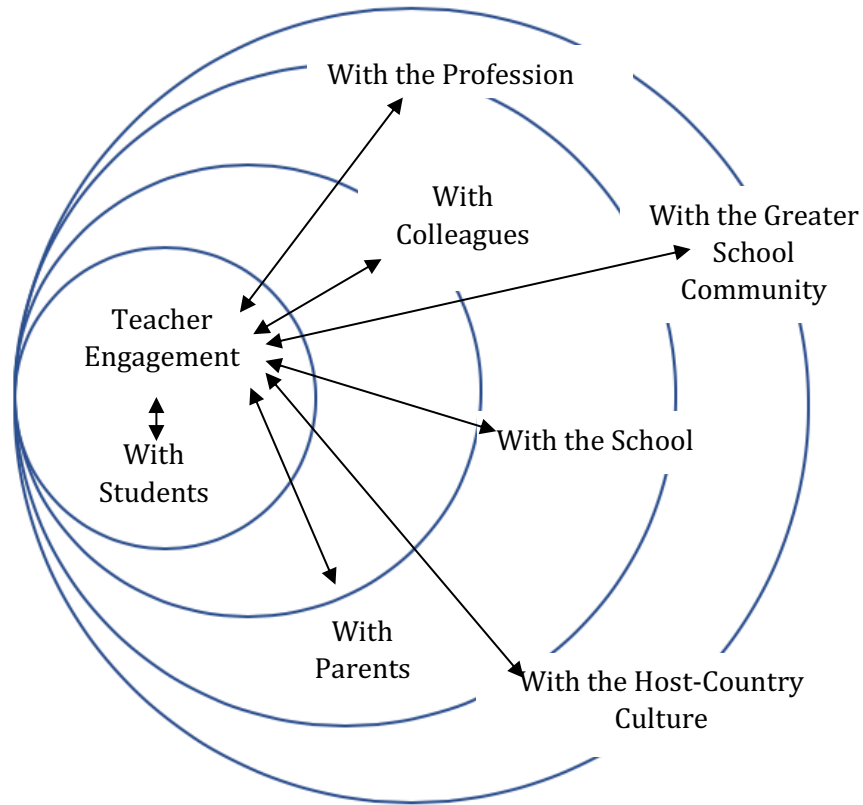 With the Profession
With
Colleagues
With the Greater
School
Community
Teacher
Engagement
With the School
With
Students
With
Parents
With the Host-Country
Culture